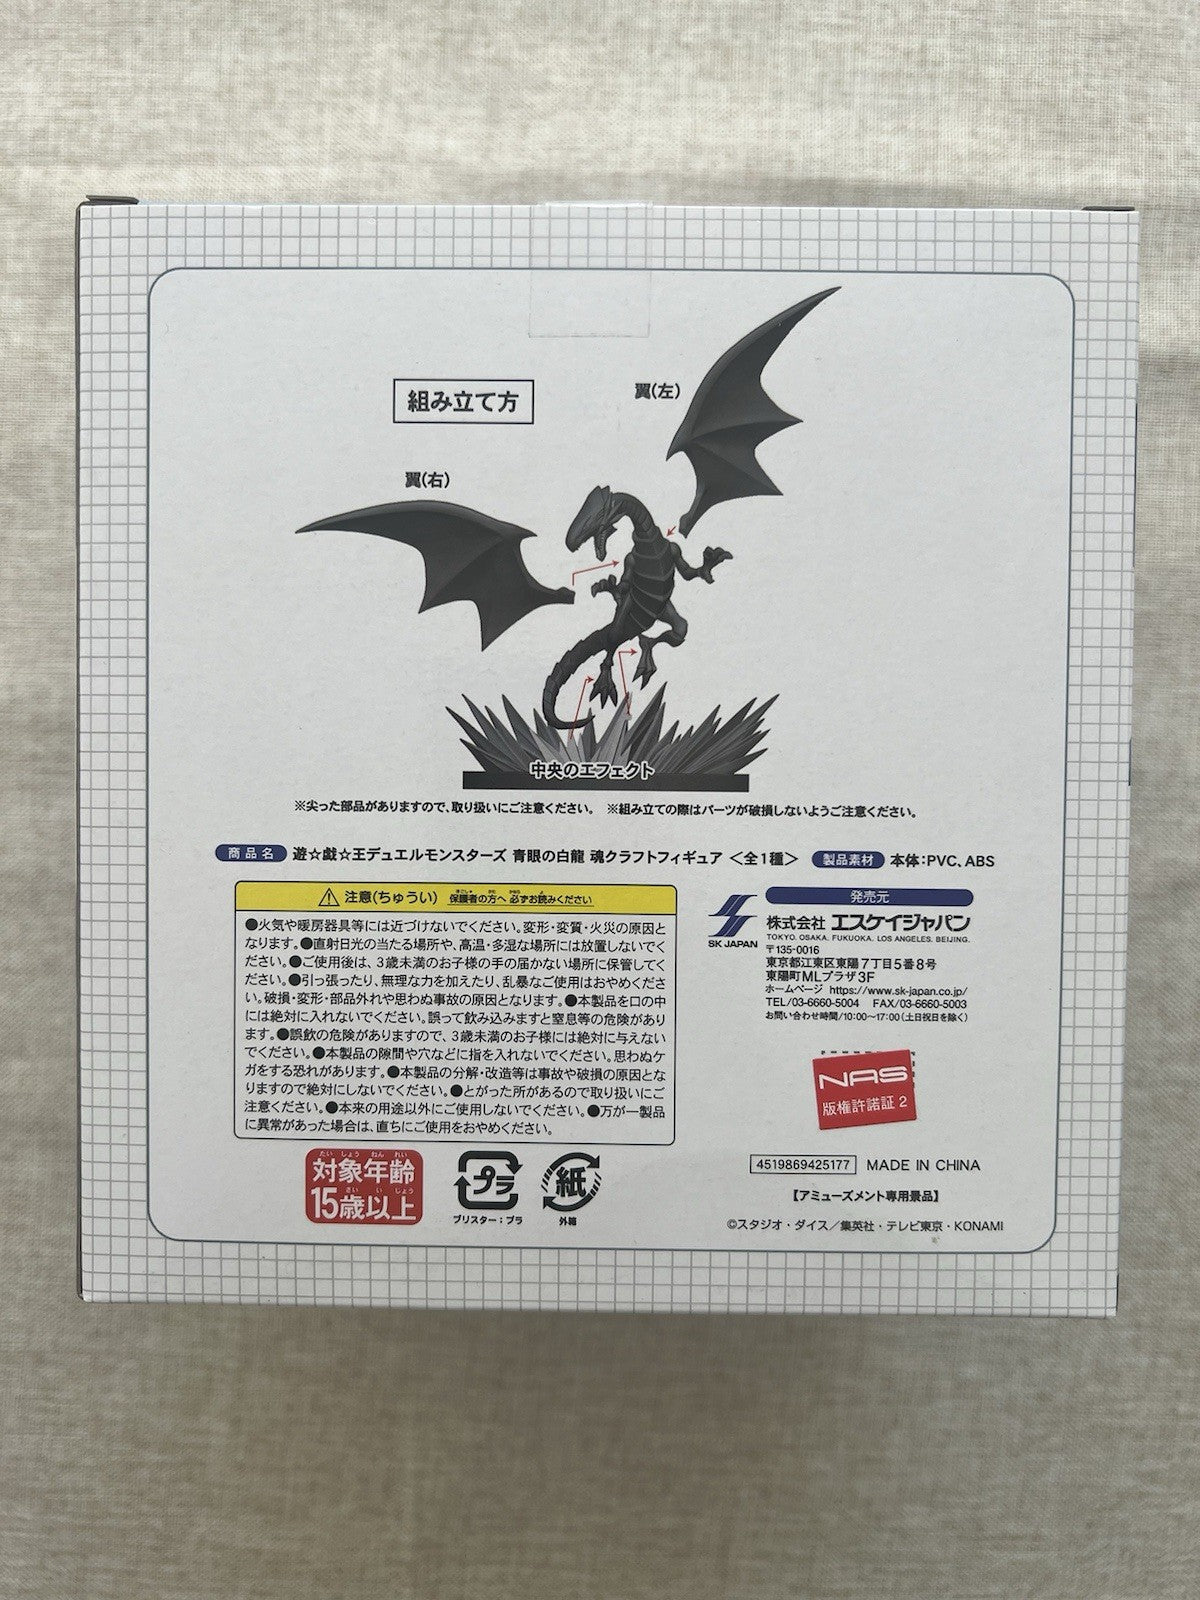 組み立て方
翼(左)
翼(右)
中央のエフェクト
※尖った部品がありますので、取り扱いにご注意ください。 ※組み立ての際はパーツが破損しないようご注意ください。
商品名 遊☆戯☆王デュエルモンスターズ 青眼の白龍 魂クラフトフィギュア ＜全1種＞ 製品素材 本体:PVC、ABS
注意(ちゅうい) 保護者の方へ 必ずお読みください
●火気や暖房器具等には近づけないでください。変形・変質・火災の原因と
なります。●直射日光の当たる場所や、高温・多湿な場所には放置しないでく
ださい。●ご使用後は、3歳未満のお子様の手の届かない場所に保管してく
ださい。●引っ張ったり、無理な力を加えたり、乱暴なご使用はおやめくださ
い。破損・変形・部品外れや思わぬ事故の原因となります。●本製品を口の中
には絶対に入れないでください。誤って飲み込みますと窒息等の危険があり
ます。●誤飲の危険がありますので、3歳未満のお子様には絶対に与えない
でください。●本製品の隙間や穴などに指を入れないでください。思わぬケ
ガをする恐れがあります。●本製品の分解・改造等は事故や破損の原因とな
りますので絶対にしないでください。●とがった所があるので取り扱いにご
注意ください。●本来の用途以外にご使用しないでください。●万が一製品
に異常があった場合は、直ちにご使用をおやめください。
SK JAPAN
発売元
株式会社 エスケイジャパン
TOKYO. OSAKA. FUKUOKA. LOS ANGELES. BEIJING.
〒135-0016
東京都江東区東陽7丁目5番8号
東陽町MLプラザ3F
ホームページ https://www.sk-japan.co.jp/
TEL/03-6660-5004 FAX/03-6660-5003
お問い合わせ時間/10:00〜17:00(土日祝日を除く)
NAS
版権許諾証 2
たいしょうねんれい
対象年齢
さいいじょう
15歳以上
プラ
ブリスター：プラ
紙
外箱
4519869425177 MADE IN CHINA
【アミューズメント専用景品】
©スタジオ・ダイス／集英社・テレビ東京・KONAMI